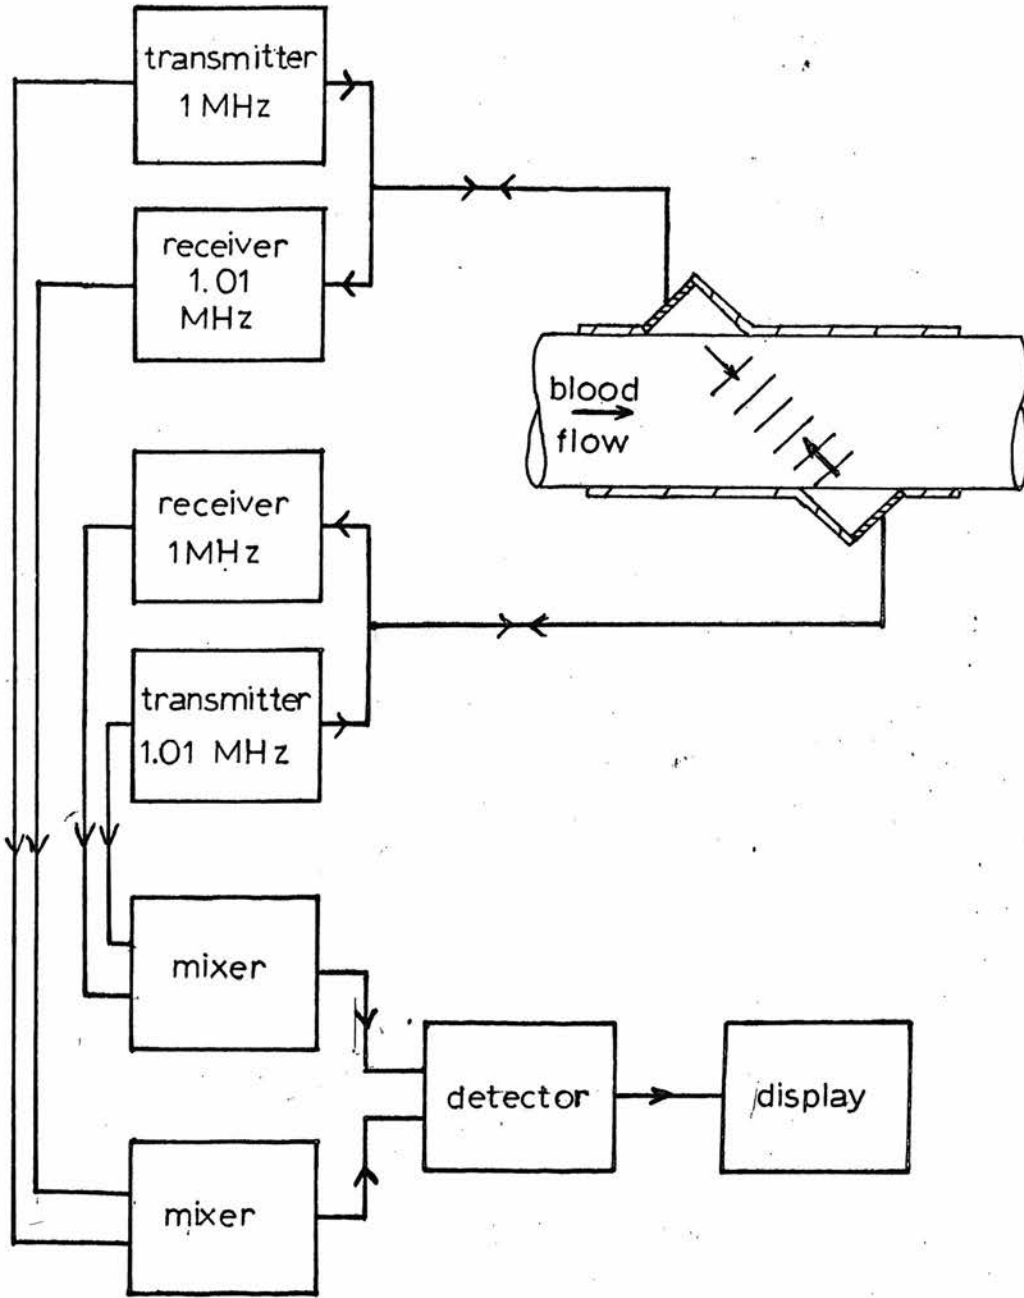 transmitter
1 MHz
receiver
1.01
MHz
blood
flow
receiver
1MHz
transmitter
1.01 MHz
mixer
detector
display
mixer